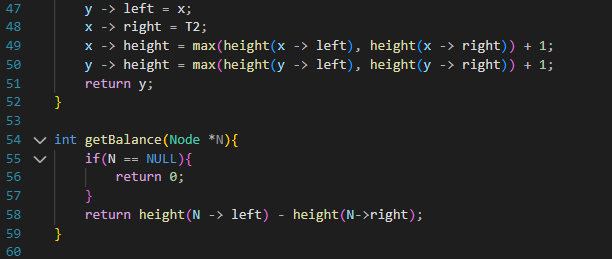 47 y -> left = x;
48 x -> right = T2;
49 x -> height = max(height(x -> left), height(x -> right)) + 1;
50 y -> height = max(height(y -> left), height(y -> right)) + 1;
51 return y;
52 }
53
54 int getBalance(Node *N){
55 if(N == NULL){
56 return 0;
57 }
58 return height(N -> left) - height(N->right);
59 }
60